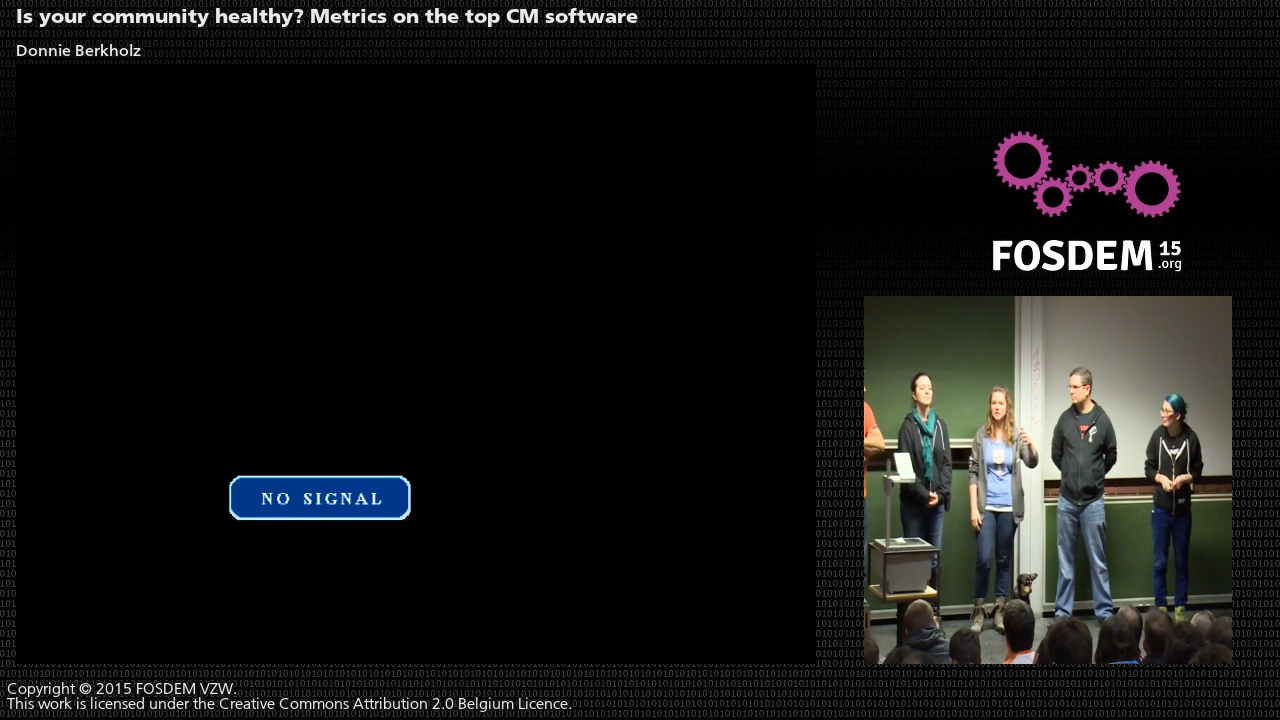 Is your community healthy? Metrics on the top CM software
Donnie Berkholz
FOSDEM 15
.org
NO SIGNAL
Copyright © 2015 FOSDEM VZW.
This work is licensed under the Creative Commons Attribution 2.0 Belgium Licence.